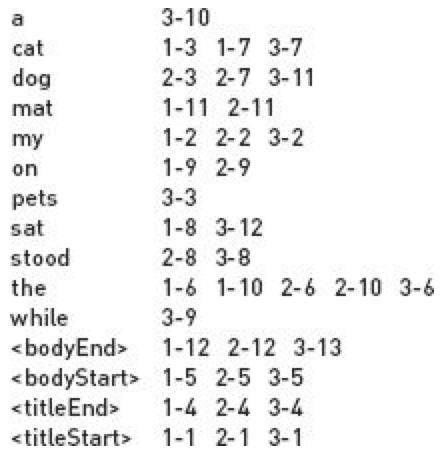 a 3-10
cat 1-3 1-7 3-7
dog 2-3 2-7 3-11
mat 1-11 2-11
my 1-2 2-2 3-2
on 1-9 2-9
pets 3-3
sat 1-8 3-12
stood 2-8 3-8
the 1-6 1-10 2-6 2-10 3-6
while 3-9
<bodyEnd> 1-12 2-12 3-13
<bodyStart> 1-5 2-5 3-5
<titleEnd> 1-4 2-4 3-4
<titleStart> 1-1 2-1 3-1